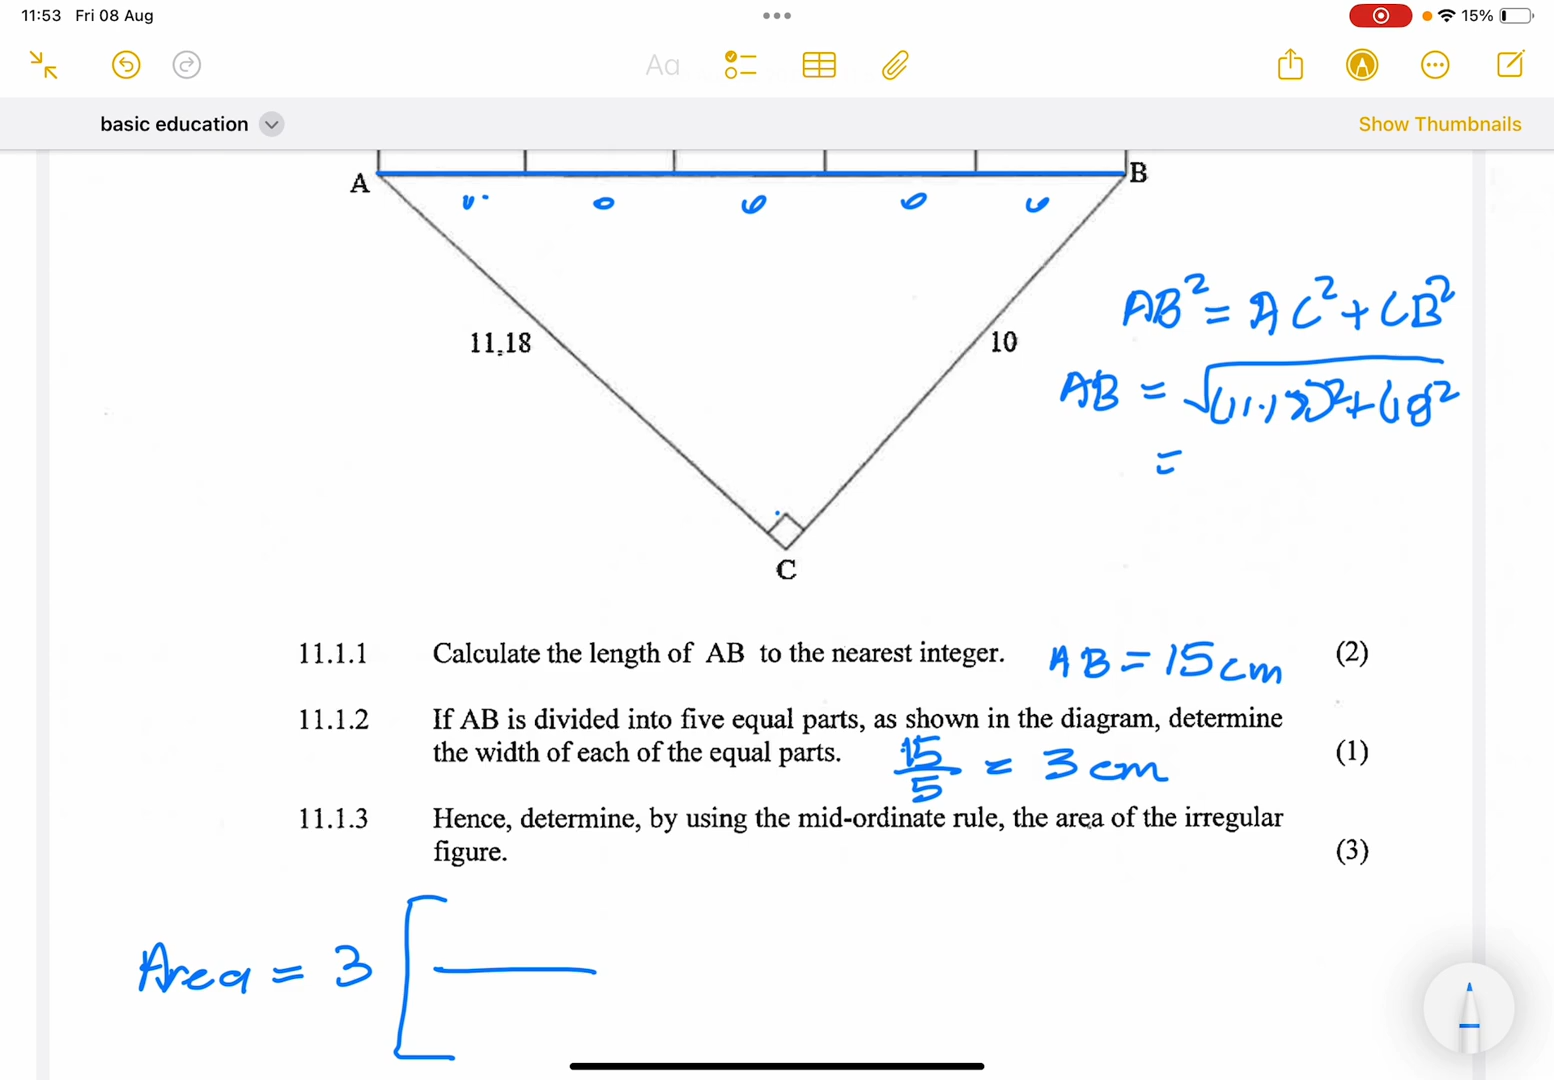 11:53 Fri 08 Aug
15%
Aa
basic education
Show Thumbnails
A
B
11,18
10
C
AB² = AC² + CB²
AB = √(11.18)² + (10)²
=
11.1.1 Calculate the length of AB to the nearest integer. AB = 15cm (2)
11.1.2 If AB is divided into five equal parts, as shown in the diagram, determine
the width of each of the equal parts. 15/5 = 3 cm (1)
11.1.3 Hence, determine, by using the mid-ordinate rule, the area of the irregular
figure. (3)
Area = 3 [